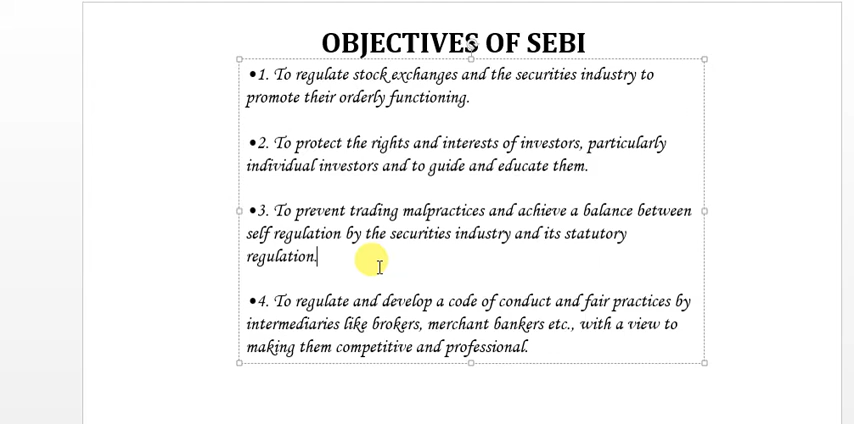 OBJECTIVES OF SEBI
•1. To regulate stock exchanges and the securities industry to
promote their orderly functioning.
•2. To protect the rights and interests of investors, particularly
individual investors and to guide and educate them.
•3. To prevent trading malpractices and achieve a balance between
self regulation by the securities industry and its statutory
regulation.
•4. To regulate and develop a code of conduct and fair practices by
intermediaries like brokers, merchant bankers etc., with a view to
making them competitive and professional.